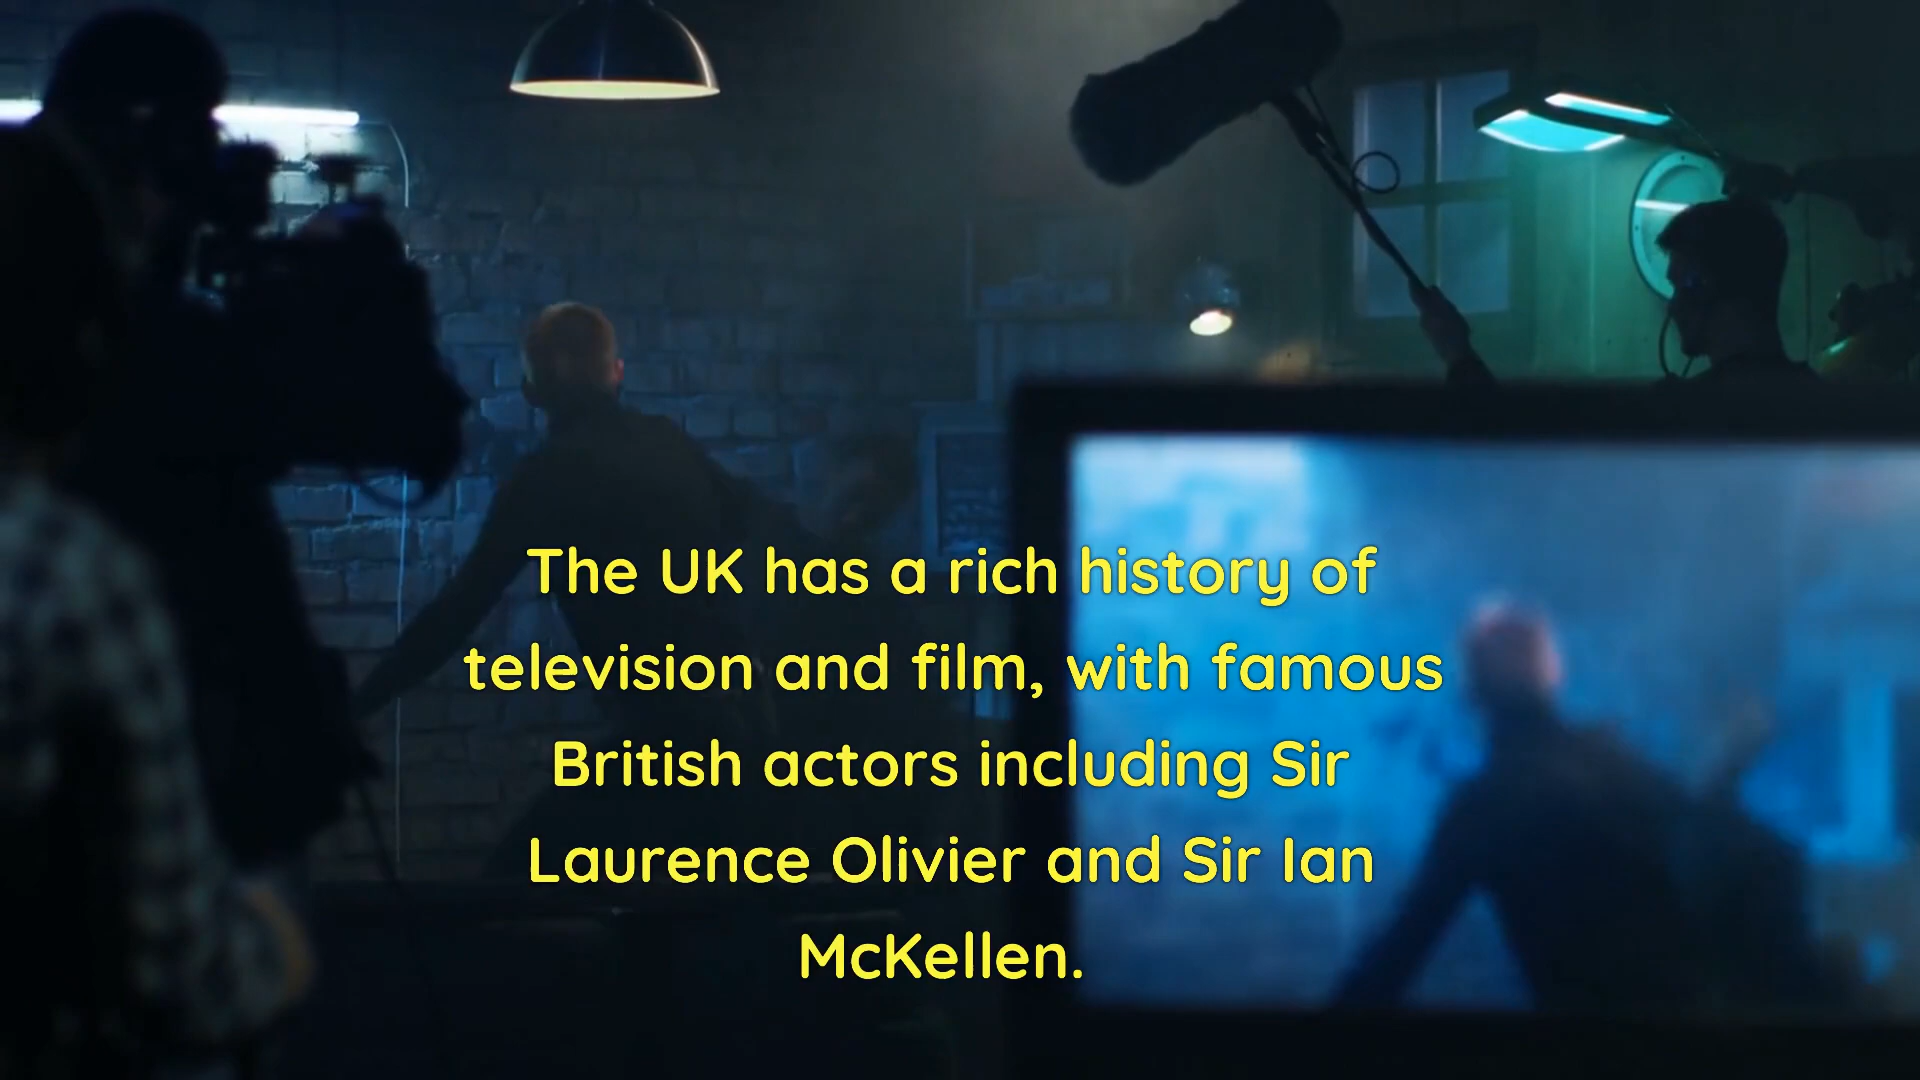 The UK has a rich history of
television and film, with famous
British actors including Sir
Laurence Olivier and Sir Ian
McKellen.